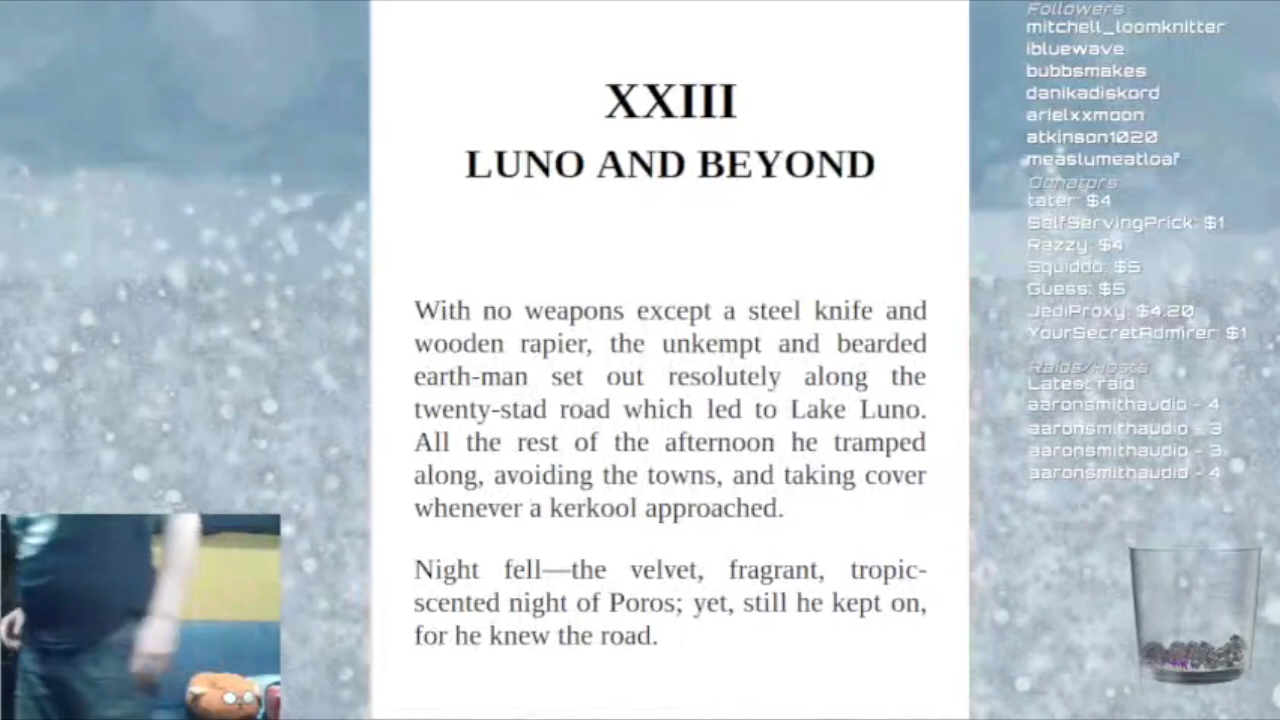 XXIII
LUNO AND BEYOND
With no weapons except a steel knife and
wooden rapier, the unkempt and bearded
earth-man set out resolutely along the
twenty-stad road which led to Lake Luno.
All the rest of the afternoon he tramped
along, avoiding the towns, and taking cover
whenever a kerkool approached.
Night fell—the velvet, fragrant, tropic-
scented night of Poros; yet, still he kept on,
for he knew the road.
Followers
mitchell_loomknitter
ibluewave
bubbsmakes
danikadiskord
arielxxmoon
atkinson1020
measlumeatloaf
Donators
tater: $4
SelfServingPrick: $1
Razzy: $4
Squiddo: $5
Guess: $5
JediProxy: $4.20
YourSecretAdmirer: $1
Raids/Hosts
Latest raid
aaronsmithaudio - 4
aaronsmithaudio - 3
aaronsmithaudio - 3
aaronsmithaudio - 4